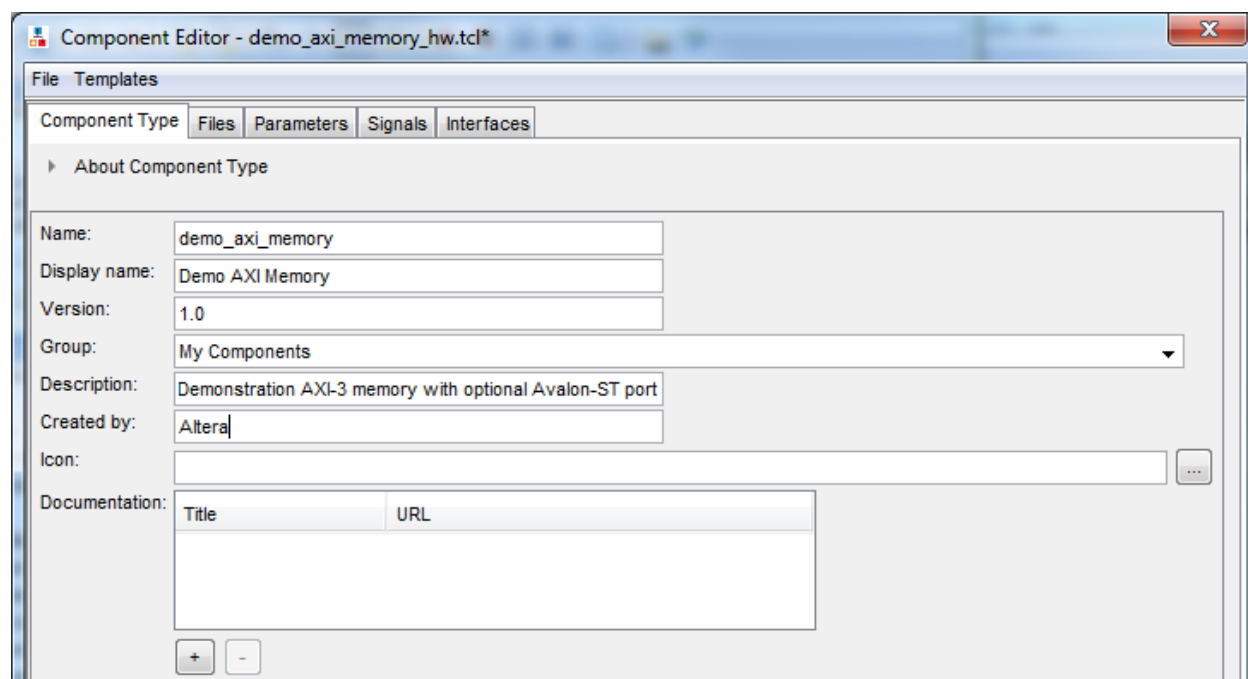 Component Editor - demo_axi_memory_hw.tcl*
X
File Templates
Component Type Files Parameters Signals Interfaces
About Component Type
Name: demo_axi_memory
Display name: Demo AXI Memory
Version: 1.0
Group: My Components
Description: Demonstration AXI-3 memory with optional Avalon-ST port
Created by: Altera
Icon: ...
Documentation: Title URL
+ -